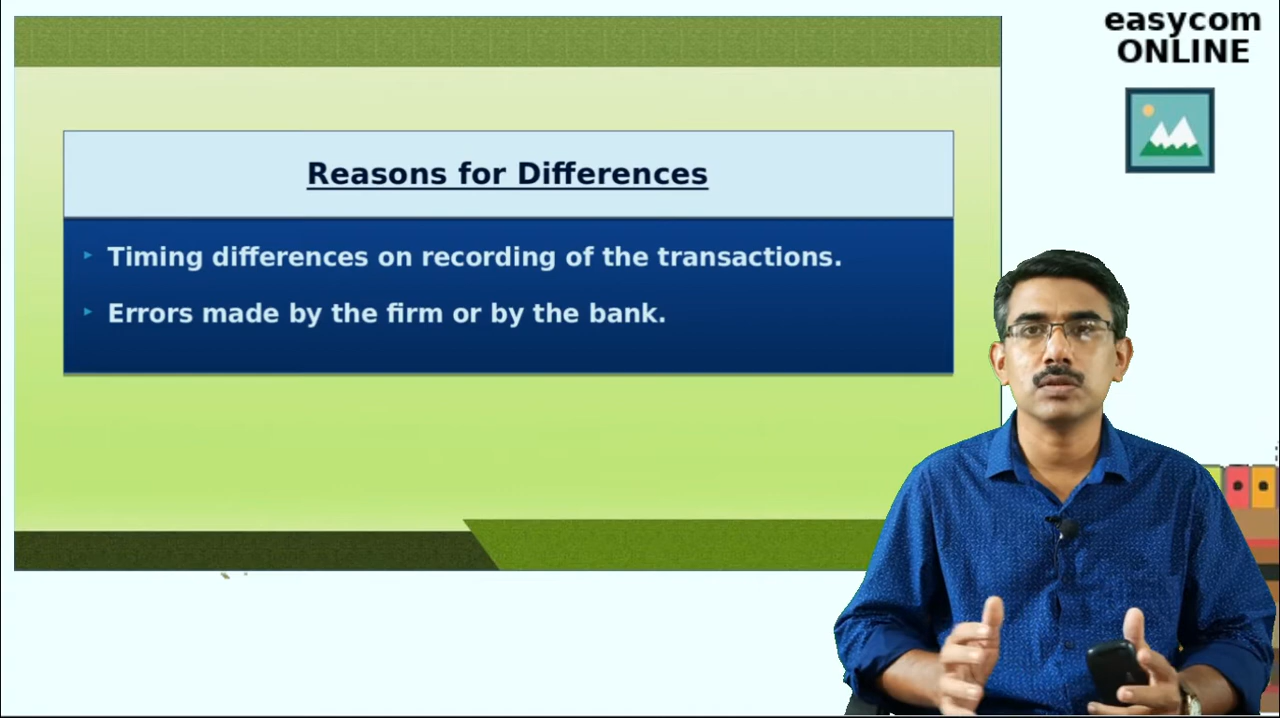 easycom
ONLINE
Reasons for Differences
Timing differences on recording of the transactions.
Errors made by the firm or by the bank.